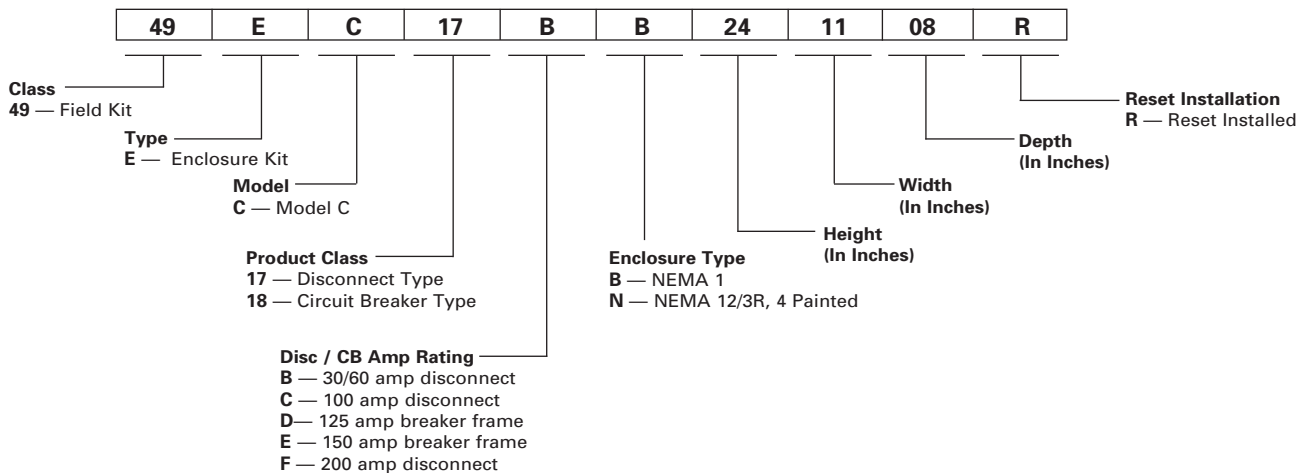 49 E C 17 B B 24 11 08 R
Class
49 — Field Kit
Type
E — Enclosure Kit
Model
C — Model C
Product Class
17 — Disconnect Type
18 — Circuit Breaker Type
Disc / CB Amp Rating
B — 30/60 amp disconnect
C — 100 amp disconnect
D— 125 amp breaker frame
E — 150 amp breaker frame
F — 200 amp disconnect
Enclosure Type
B — NEMA 1
N — NEMA 12/3R, 4 Painted
Height
(In Inches)
Width
(In Inches)
Depth
(In Inches)
Reset Installation
R — Reset Installed